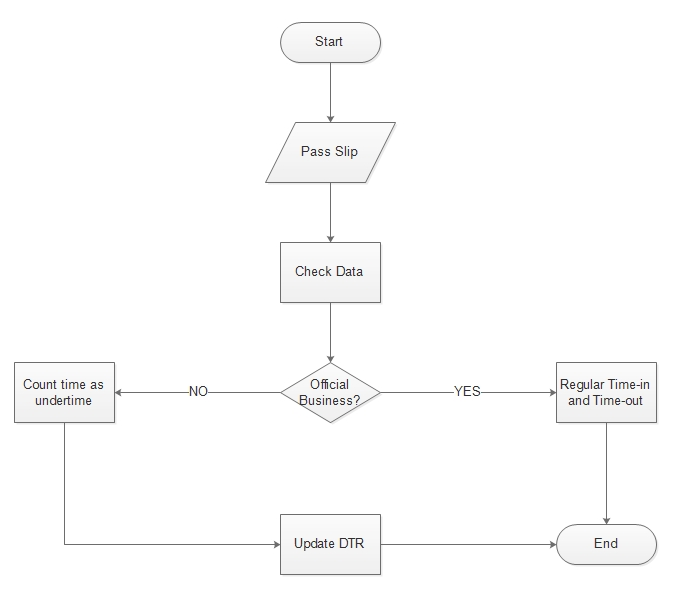 Start
Pass Slip
Check Data
Count time as
undertime
NO
Official
Business?
YES
Regular Time-in
and Time-out
Update DTR
End